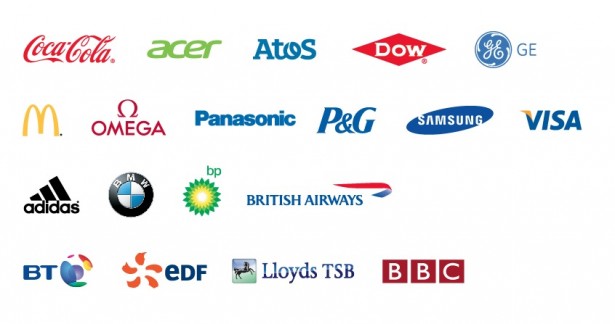 Coca-Cola acer AtoS DOW GE GE
M. Ω OMEGA Panasonic P&G SAMSUNG VISA
adidas BMW bp BRITISH AIRWAYS
BT eDF Lloyds TSB BBC